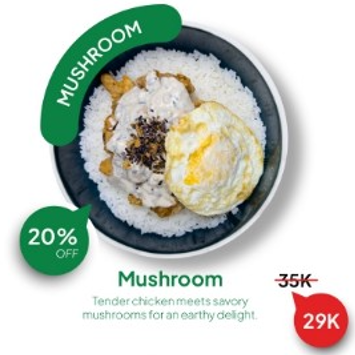 MUSHROOM
20%
OFF
Mushroom
Tender chicken meets savory
mushrooms for an earthy delight.
35K
29K